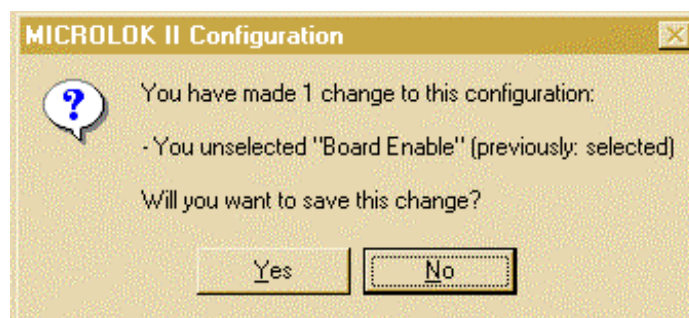 MICROLOK II Configuration
?
You have made 1 change to this configuration:
- You unselected "Board Enable" (previously: selected)
Will you want to save this change?
Yes No